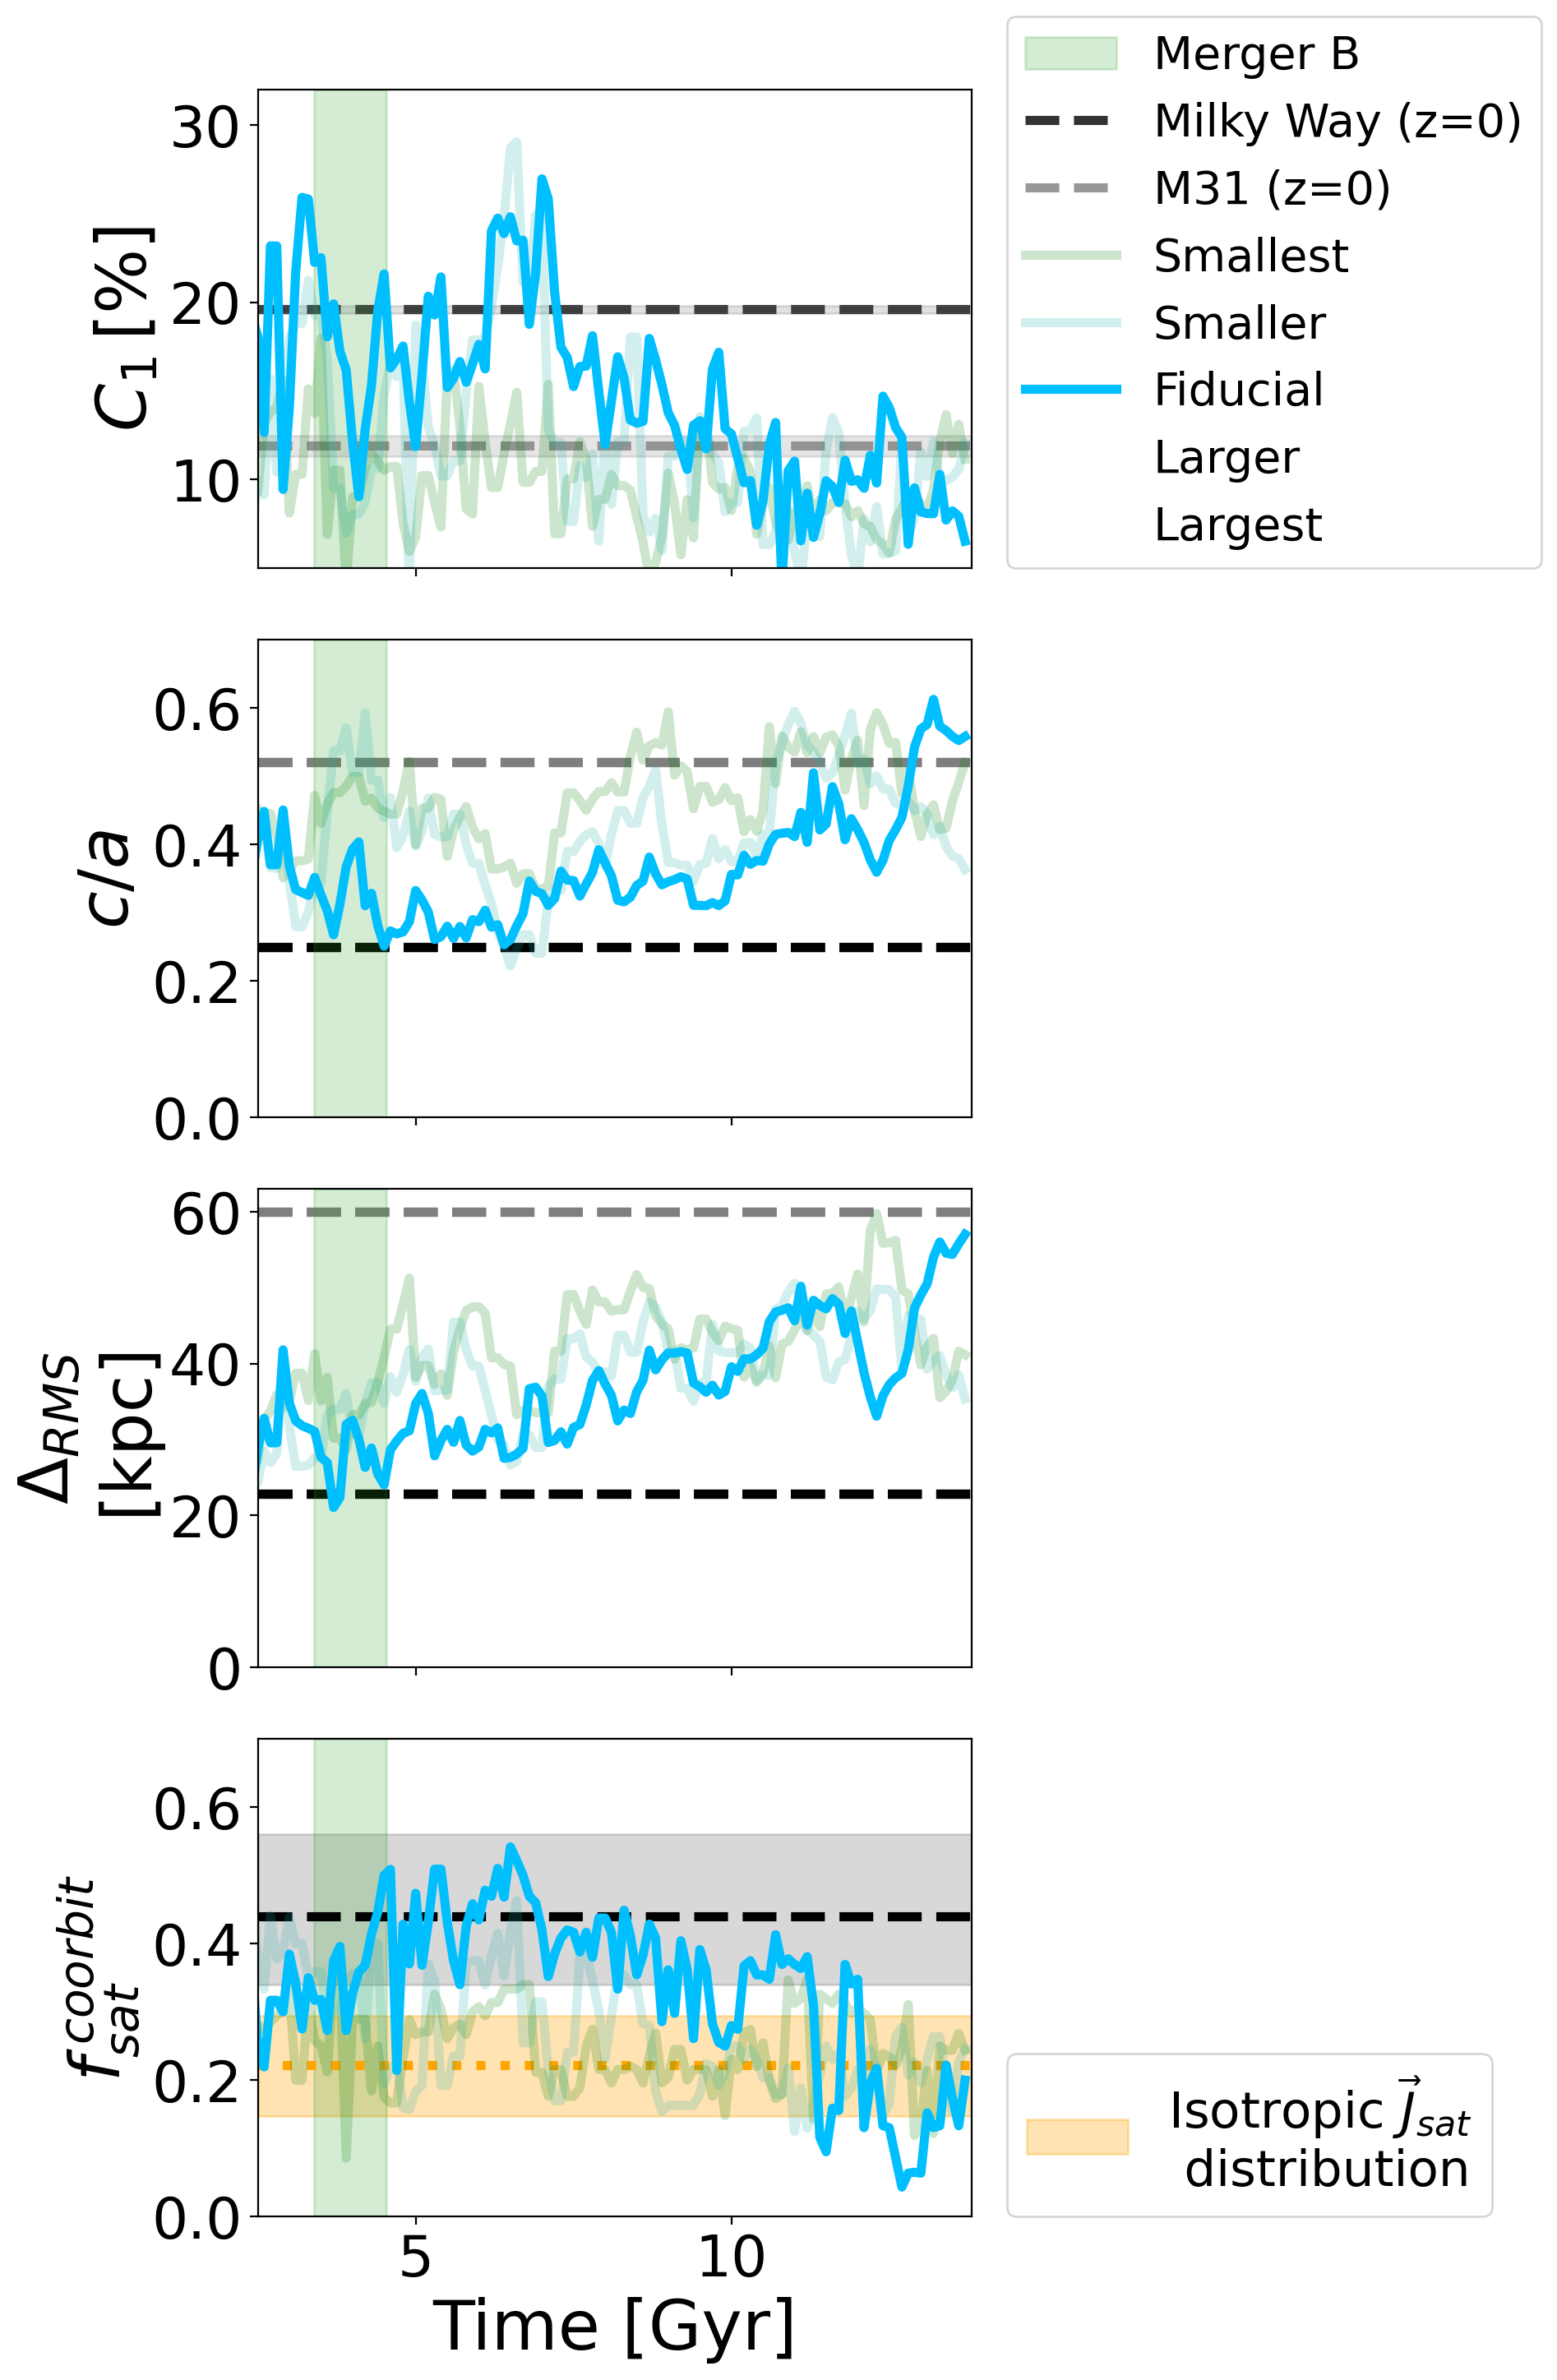 Merger B
Milky Way (z=0)
M31 (z=0)
Smallest
Smaller
Fiducial
Larger
Largest
C₁ [%]
30
20
10
c/a
0.6
0.4
0.2
0.0
Δ_RMS
[kpc]
60
40
20
0
f_sat^coorbit
0.6
0.4
0.2
0.0
5 10
Time [Gyr]
Isotropic J⃗_sat
distribution